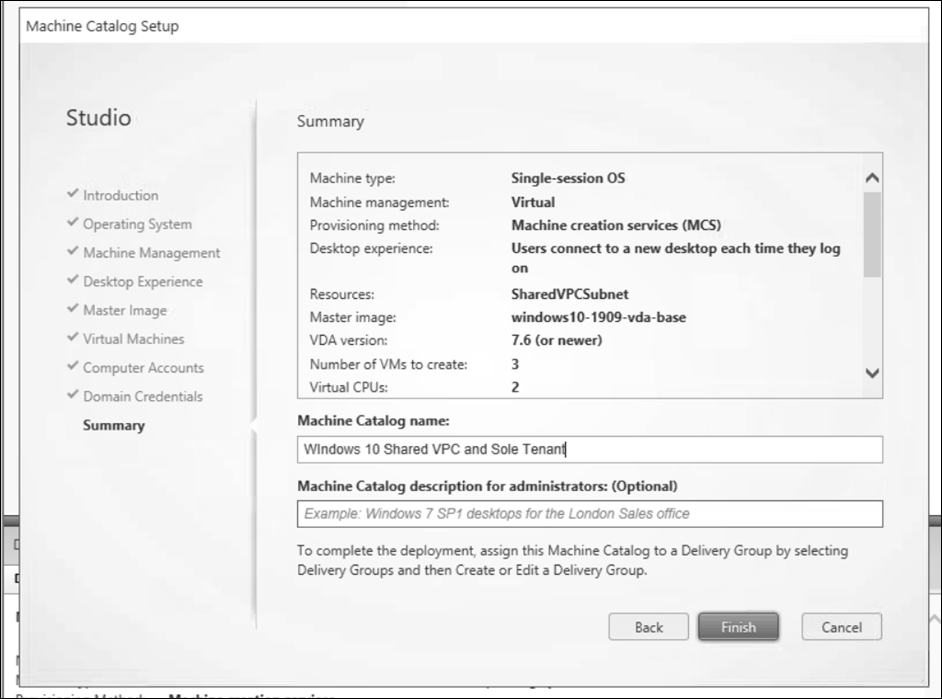 Machine Catalog Setup
Studio
Introduction
Operating System
Machine Management
Desktop Experience
Master Image
Virtual Machines
Computer Accounts
Domain Credentials
Summary
Summary
Machine type: Single-session OS
Machine management: Virtual
Provisioning method: Machine creation services (MCS)
Desktop experience: Users connect to a new desktop each time they log
on
Resources: SharedVPCSubnet
Master image: windows10-1909-vda-base
VDA version: 7.6 (or newer)
Number of VMs to create: 3
Virtual CPUs: 2
Machine Catalog name:
WIndows 10 Shared VPC and Sole Tenant
Machine Catalog description for administrators: (Optional)
Example: Windows 7 SP1 desktops for the London Sales office
To complete the deployment, assign this Machine Catalog to a Delivery Group by selecting
Delivery Groups and then Create or Edit a Delivery Group.
Back Finish Cancel